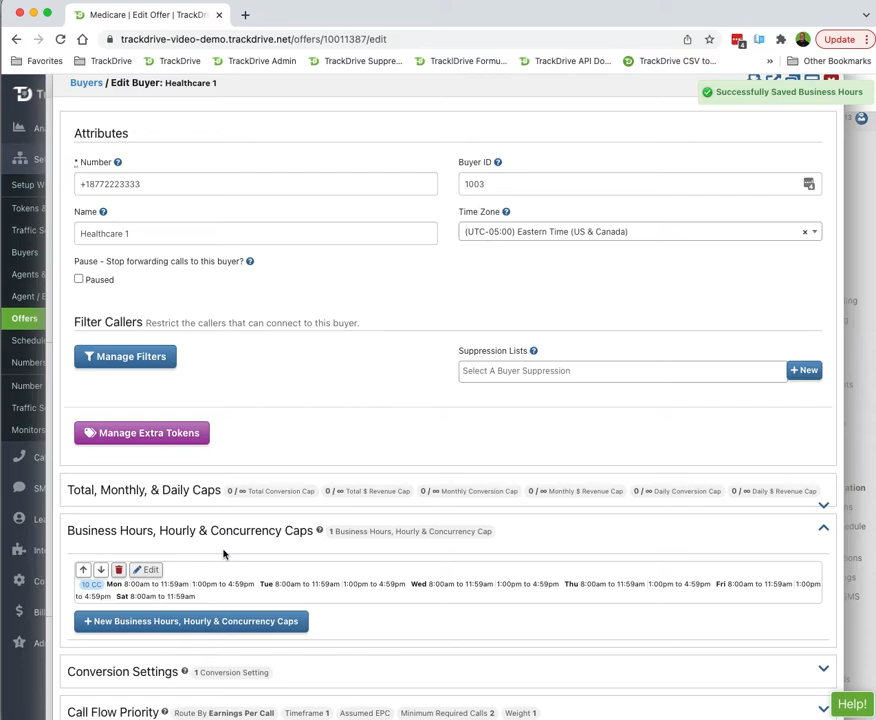 Medicare | Edit Offer | TrackDri
trackdrive-video-demo.trackdrive.net/offers/10011387/edit
Update
Favorites TrackDrive TrackDrive Admin TrackDrive Suppre... TrackDrive Formu... TrackDrive API Do... TrackDrive CSV to... » Other Bookmarks
Buyers / Edit Buyer: Healthcare 1
Successfully Saved Business Hours
Attributes
* Number
Buyer ID
+18772223333
1003
Name
Time Zone
Healthcare 1
(UTC-05:00) Eastern Time (US & Canada)
Pause - Stop forwarding calls to this buyer?
Paused
Filter Callers Restrict the callers that can connect to this buyer.
Manage Filters
Suppression Lists
Select A Buyer Suppression
+ New
Manage Extra Tokens
Total, Monthly, & Daily Caps 0 / ∞ Total Conversion Cap 0 / ∞ Total $ Revenue Cap 0 / ∞ Monthly Conversion Cap 0 / ∞ Monthly $ Revenue Cap 0 / ∞ Daily Conversion Cap 0 / ∞ Daily $ Revenue Cap
Business Hours, Hourly & Concurrency Caps 1 Business Hours, Hourly & Concurrency Cap
Edit
10 CC Mon 8:00am to 11:59am |1:00pm to 4:59pm Tue 8:00am to 11:59am |1:00pm to 4:59pm Wed 8:00am to 11:59am |1:00pm to 4:59pm Thu 8:00am to 11:59am |1:00pm to 4:59pm Fri 8:00am to 11:59am |1:00pm
to 4:59pm Sat 8:00am to 11:59am
+ New Business Hours, Hourly & Concurrency Caps
Conversion Settings 1 Conversion Setting
Call Flow Priority Route By Earnings Per Call Timeframe 1 Assumed EPC Minimum Required Calls 2 Weight 1
An
Se
Setup W
Tokens &
Traffic S
Buyers
Agents &
Agent / E
Offers
Schedul
Numbers
Number
Traffic S
Monitors
Ca
SM
Le
Int
Co
Bill
Ad
Help!